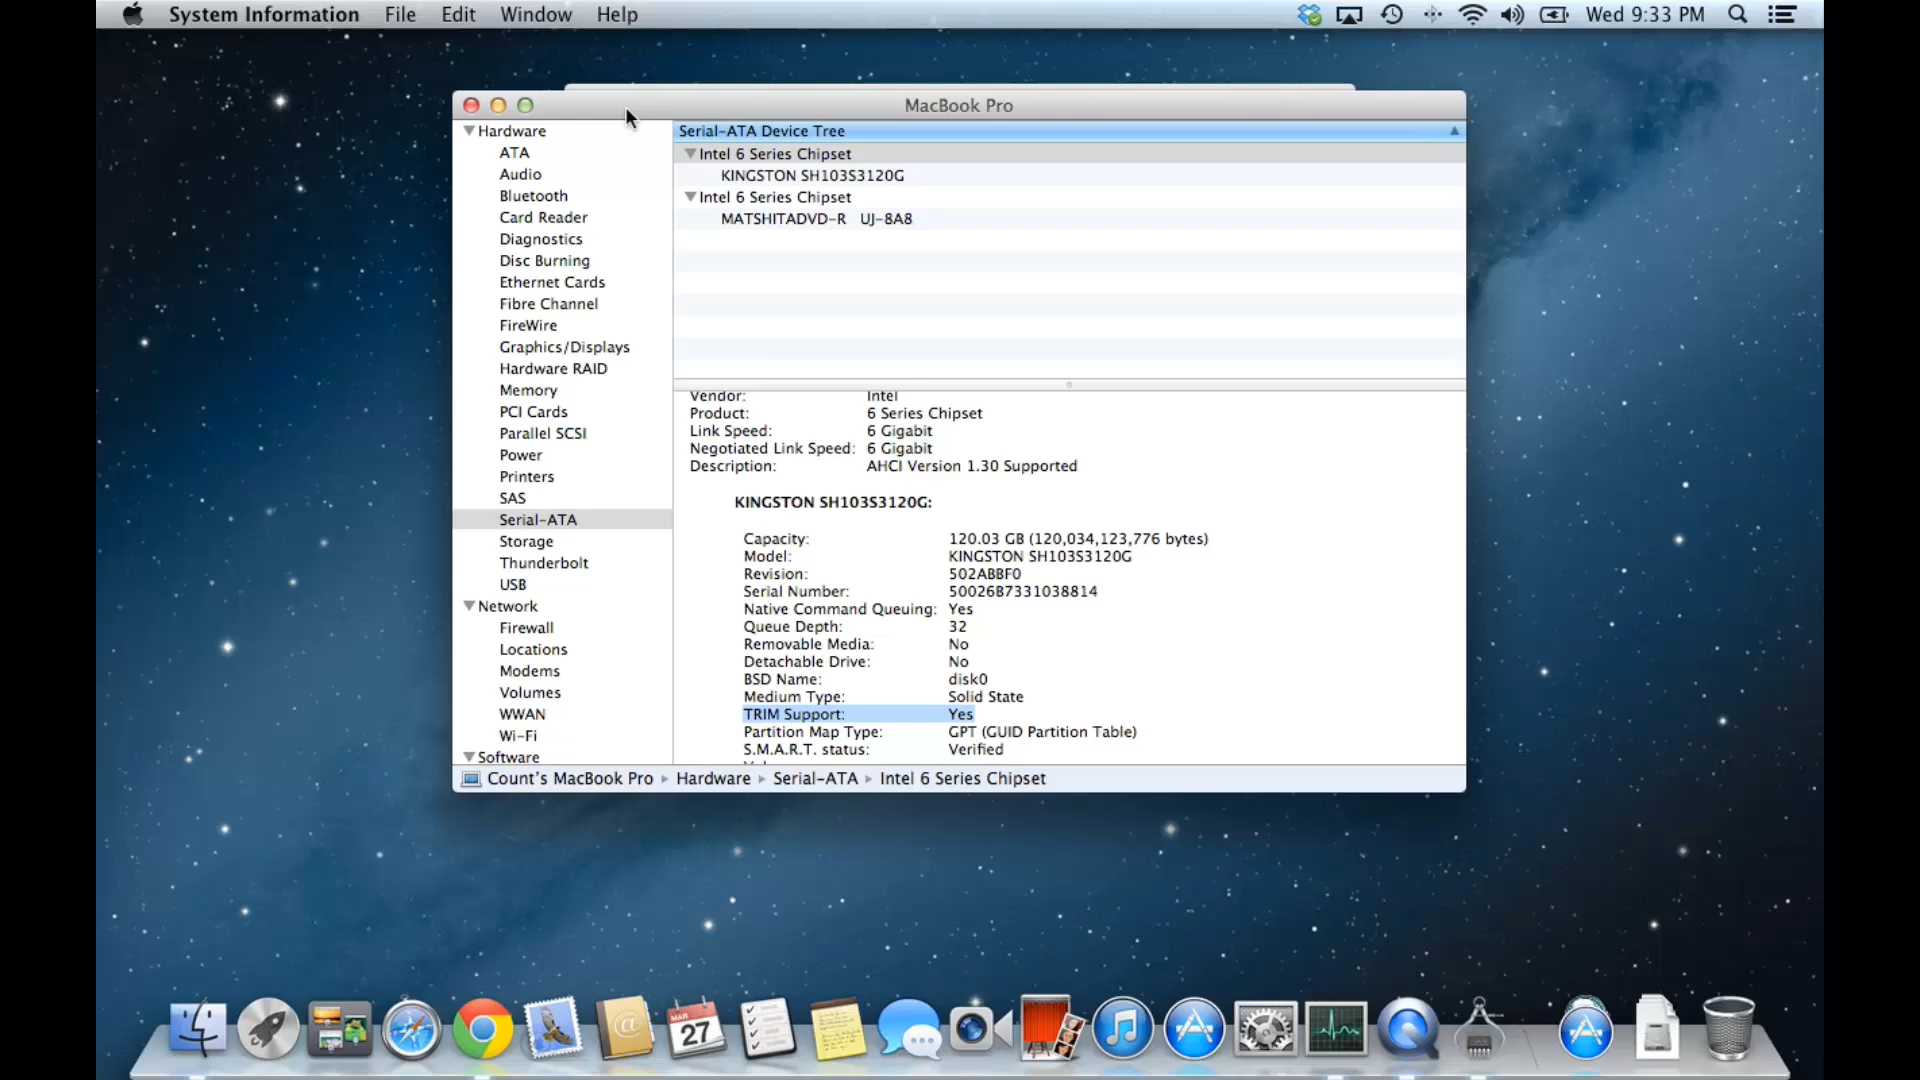 System Information File Edit Window Help Wed 9:33 PM
MacBook Pro
Hardware
ATA
Audio
Bluetooth
Card Reader
Diagnostics
Disc Burning
Ethernet Cards
Fibre Channel
FireWire
Graphics/Displays
Hardware RAID
Memory
PCI Cards
Parallel SCSI
Power
Printers
SAS
Serial-ATA
Storage
Thunderbolt
USB
Network
Firewall
Locations
Modems
Volumes
WWAN
Wi-Fi
Software
Serial-ATA Device Tree
Intel 6 Series Chipset
KINGSTON SH103S3120G
Intel 6 Series Chipset
MATSHITADVD-R UJ-8A8
Vendor: Intel
Product: 6 Series Chipset
Link Speed: 6 Gigabit
Negotiated Link Speed: 6 Gigabit
Description: AHCI Version 1.30 Supported
KINGSTON SH103S3120G:
Capacity: 120.03 GB (120,034,123,776 bytes)
Model: KINGSTON SH103S3120G
Revision: 502ABBF0
Serial Number: 50026B7331038814
Native Command Queuing: Yes
Queue Depth: 32
Removable Media: No
Detachable Drive: No
BSD Name: disk0
Medium Type: Solid State
TRIM Support: Yes
Partition Map Type: GPT (GUID Partition Table)
S.M.A.R.T. status: Verified
Count's MacBook Pro Hardware Serial-ATA Intel 6 Series Chipset
MAR
27